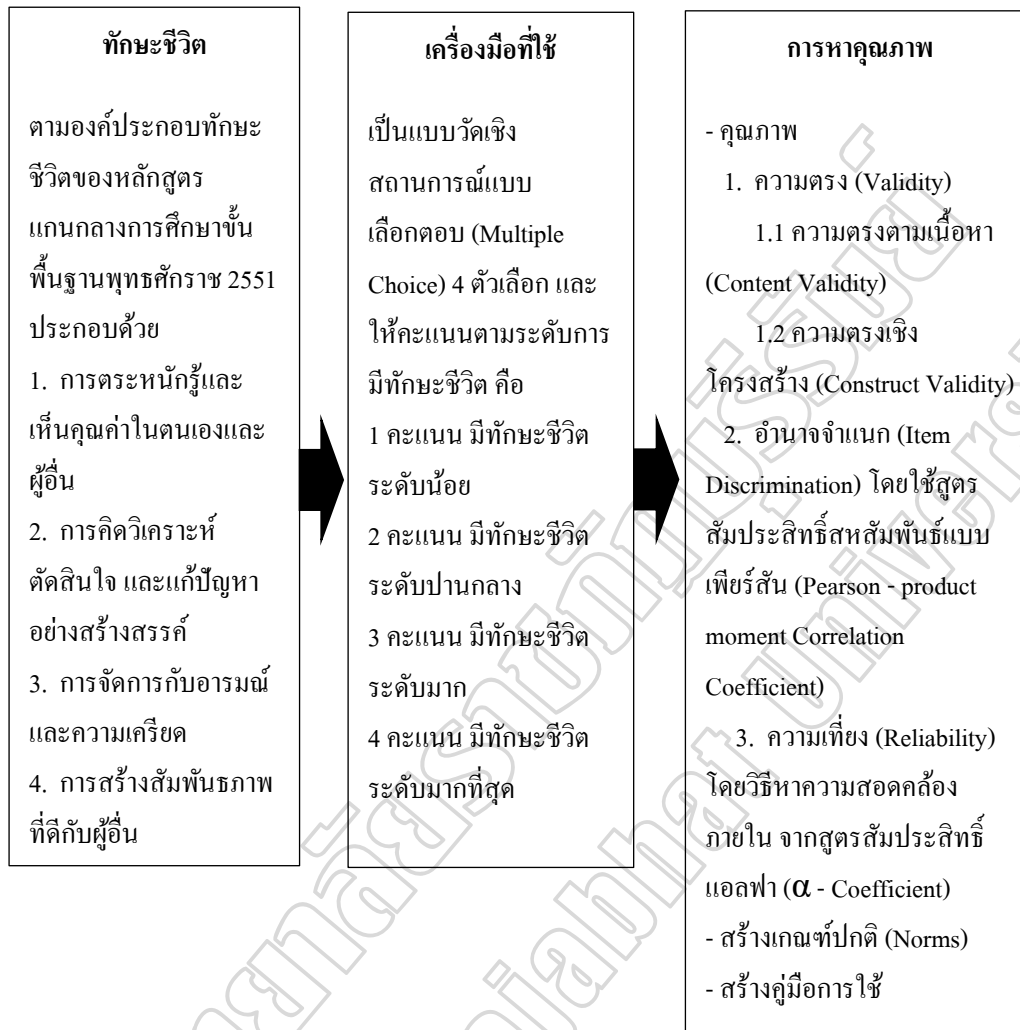 ทักษะชีวิต
ตามองค์ประกอบทักษะ
ชีวิตของหลักสูตร
แกนกลางการศึกษาขั้น
พื้นฐานพุทธศักราช 2551
ประกอบด้วย
1. การตระหนักรู้และ
เห็นคุณค่าในตนเองและ
ผู้อื่น
2. การคิดวิเคราะห์
ตัดสินใจ และแก้ปัญหา
อย่างสร้างสรรค์
3. การจัดการกับอารมณ์
และความเครียด
4. การสร้างสัมพันธภาพ
ที่ดีกับผู้อื่น
เครื่องมือที่ใช้
เป็นแบบวัดเชิง
สถานการณ์แบบ
เลือกตอบ (Multiple
Choice) 4 ตัวเลือก และ
ให้คะแนนตามระดับการ
มีทักษะชีวิต คือ
1 คะแนน มีทักษะชีวิต
ระดับน้อย
2 คะแนน มีทักษะชีวิต
ระดับปานกลาง
3 คะแนน มีทักษะชีวิต
ระดับมาก
4 คะแนน มีทักษะชีวิต
ระดับมากที่สุด
การหาคุณภาพ
- คุณภาพ
1. ความตรง (Validity)
1.1 ความตรงตามเนื้อหา
(Content Validity)
1.2 ความตรงเชิง
โครงสร้าง (Construct Validity)
2. อำนาจจำแนก (Item
Discrimination) โดยใช้สูตร
สัมประสิทธิ์สหสัมพันธ์แบบ
เพียร์สัน (Pearson - product
moment Correlation
Coefficient)
3. ความเที่ยง (Reliability)
โดยวิธีหาความสอดคล้อง
ภายใน จากสูตรสัมประสิทธิ์
แอลฟา (α - Coefficient)
- สร้างเกณฑ์ปกติ (Norms)
- สร้างคู่มือการใช้